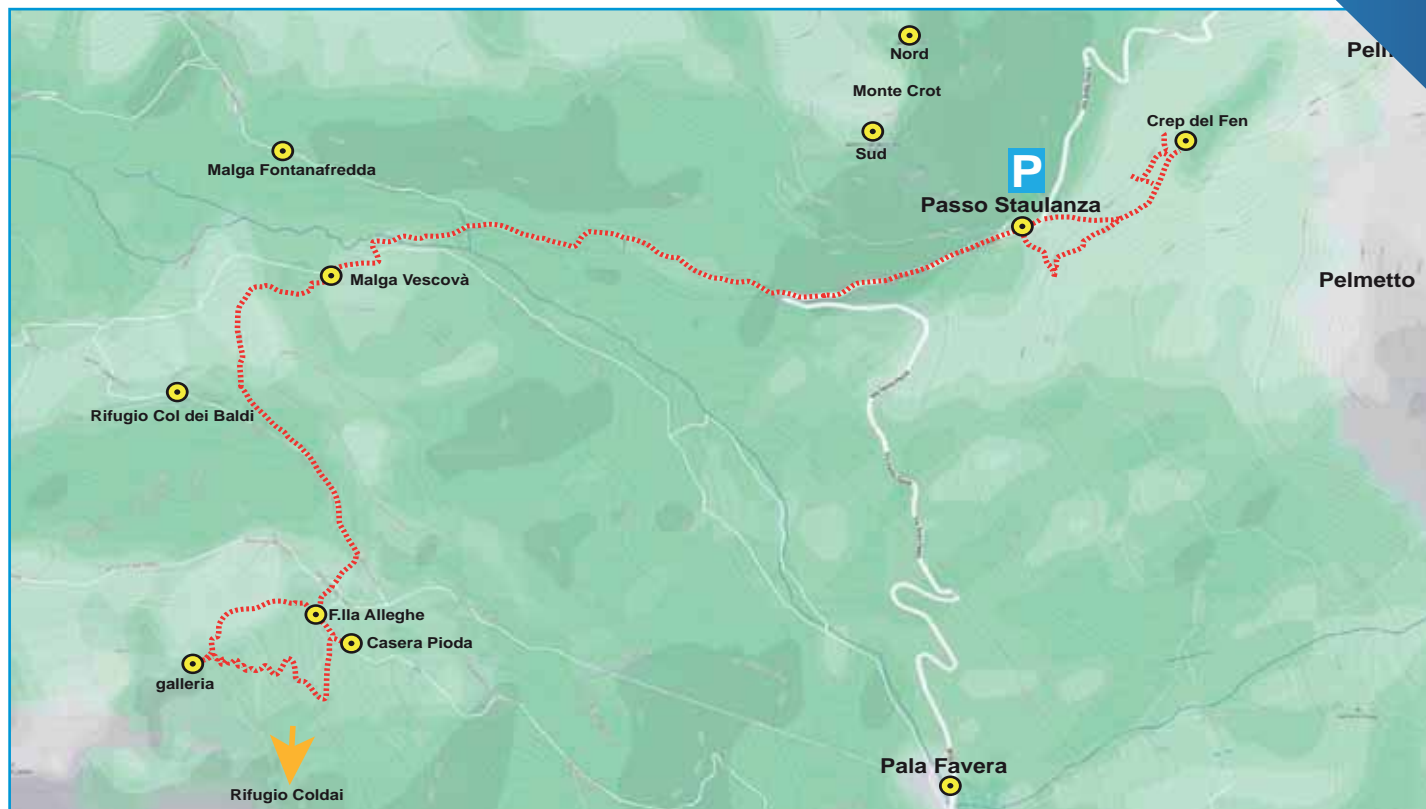 Nord
Monte Crot
Sud
Crep del Fen
Malga Fontanafredda
P
Passo Staulanza
Malga Vescovà
Pelmetto
Rifugio Col dei Baldi
F.lla Alleghe
Casera Pioda
galleria
Pala Favera
Rifugio Coldai